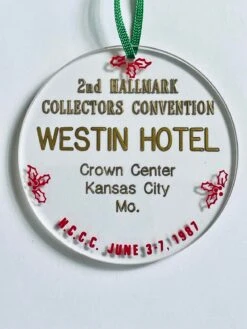 2nd HALLMARK
COLLECTORS CONVENTION
WESTIN HOTEL
Crown Center
Kansas City
Mo.
H.C.C.C. JUNE 3-7, 1987